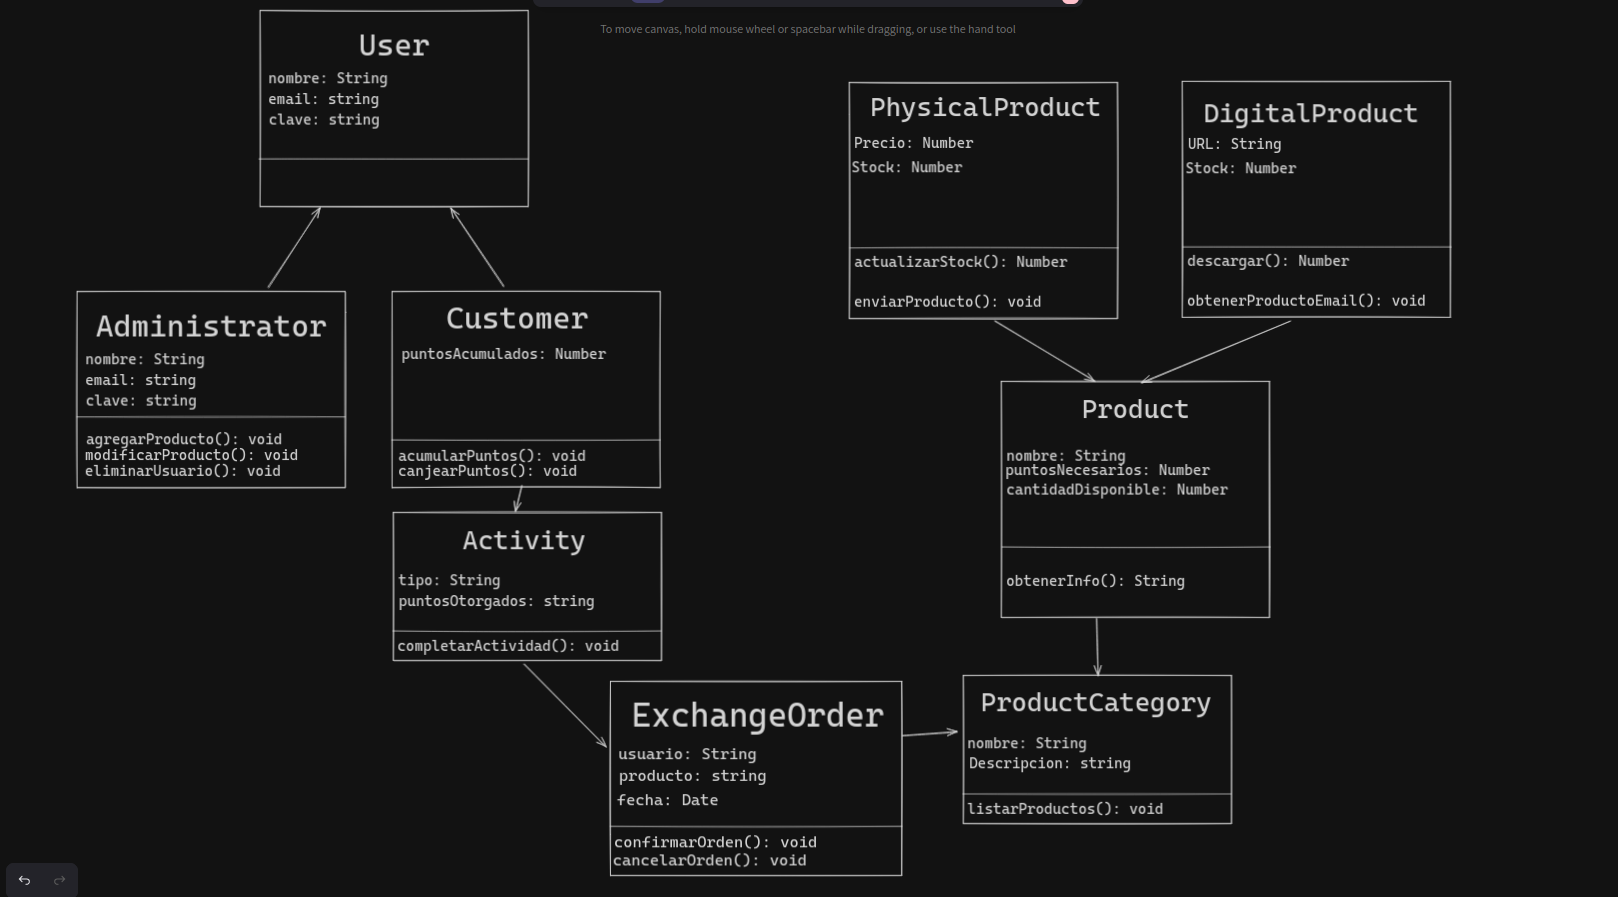 To move canvas, hold mouse wheel or spacebar while dragging, or use the hand tool
User
nombre: String
email: string
clave: string
PhysicalProduct
Precio: Number
Stock: Number
actualizarStock(): Number
enviarProducto(): void
DigitalProduct
URL: String
Stock: Number
descargar(): Number
obtenerProductoEmail(): void
Administrator
nombre: String
email: string
clave: string
agregarProducto(): void
modificarProducto(): void
eliminarUsuario(): void
Customer
puntosAcumulados: Number
acumularPuntos(): void
canjearPuntos(): void
Product
nombre: String
puntosNecesarios: Number
cantidadDisponible: Number
obtenerInfo(): String
Activity
tipo: String
puntosOtorgados: string
completarActividad(): void
ExchangeOrder
usuario: String
producto: string
fecha: Date
confirmarOrden(): void
cancelarOrden(): void
ProductCategory
nombre: String
Descripcion: string
listarProductos(): void